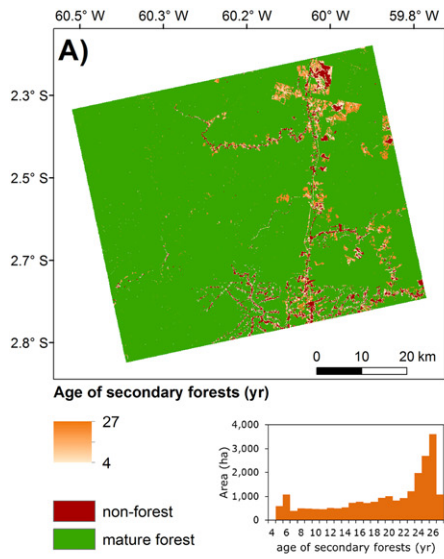 60.5° W 60.3° W 60.2° W 60.0° W 59.8° W
A)
2.3° S
2.5° S
2.7° S
2.8° S
0 10 20 km
Age of secondary forests (yr)
27
4
non-forest
mature forest
Area (ha)
4,000
3,000
2,000
1,000
0
4 6 8 10 12 14 16 18 20 22 24 26
age of secondary forests (yr)